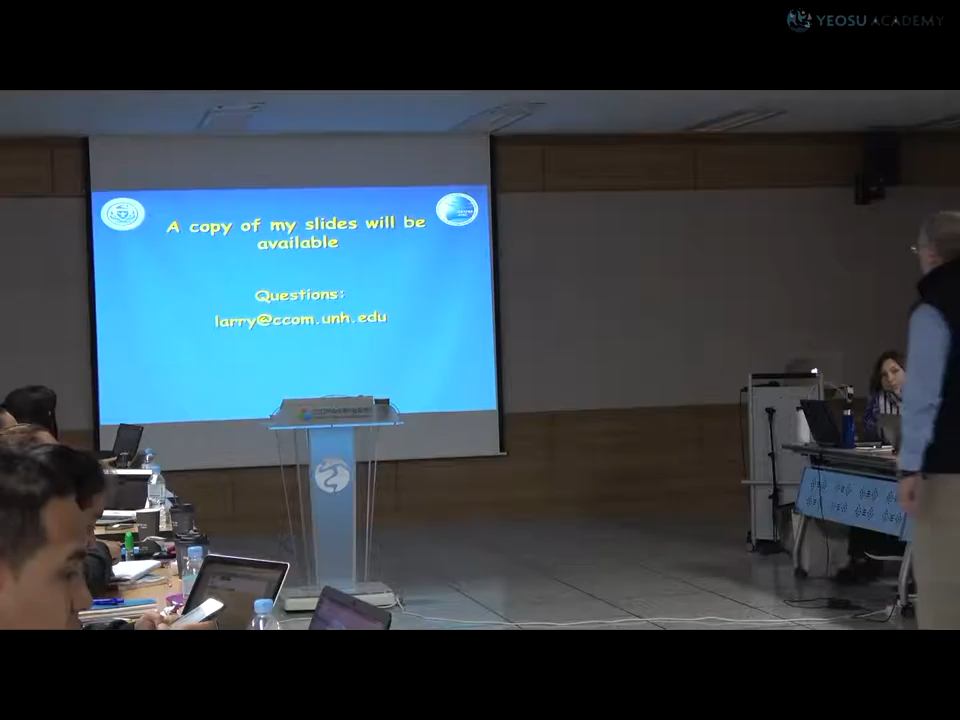 YEOSU ACADEMY
A copy of my slides will be
available
Questions:
larry@ccom.unh.edu